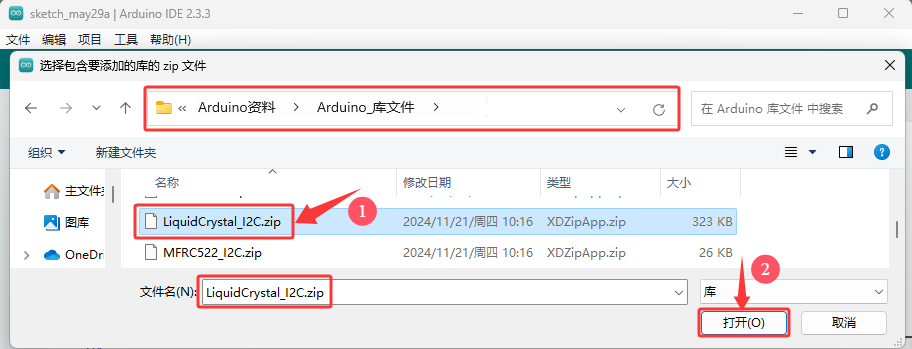 sketch_may29a | Arduino IDE 2.3.3
文件 编辑 项目 工具 帮助(H)
选择包含要添加的库的 zip 文件
« Arduino资料 > Arduino_库文件 >
在 Arduino 库文件 中搜索
组织 新建文件夹
名称 修改日期 类型 大小
主文件夹
图库
OneDri
LiquidCrystal_I2C.zip 2024/11/21/周四 10:16 XDZipApp.zip 323 KB
1
MFRC522_I2C.zip 2024/11/21/周四 10:16 XDZipApp.zip 26 KB
2
文件名(N): LiquidCrystal_I2C.zip 库
打开(O) 取消